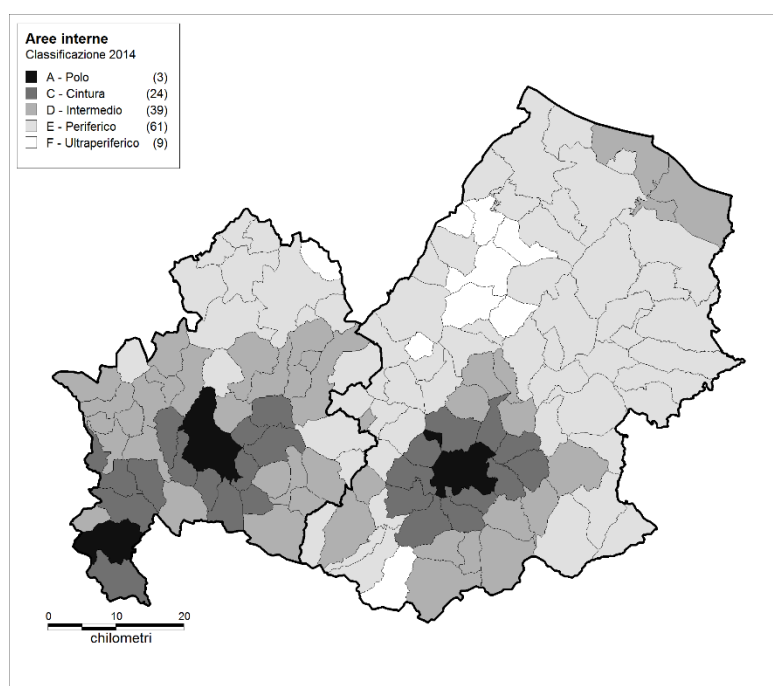 Aree interne
Classificazione 2014
A - Polo (3)
C - Cintura (24)
D - Intermedio (39)
E - Periferico (61)
F - Ultraperiferico (9)
0 10 20
chilometri